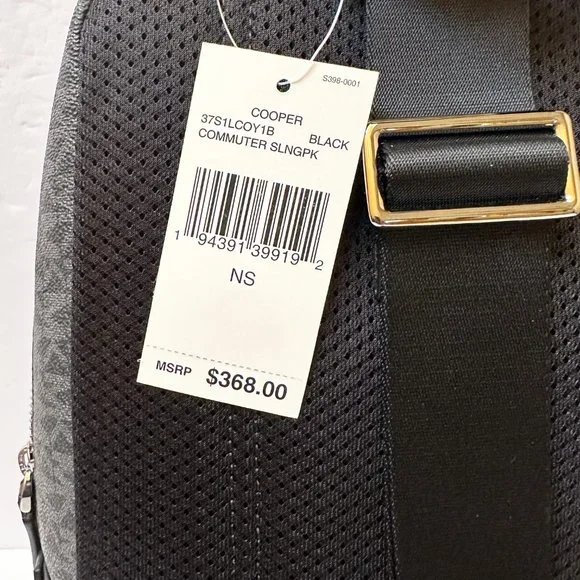 S398-0001
COOPER
37S1LCOY1B BLACK
COMMUTER SLNGPK
1 94391 39919 2
NS
MSRP $368.00